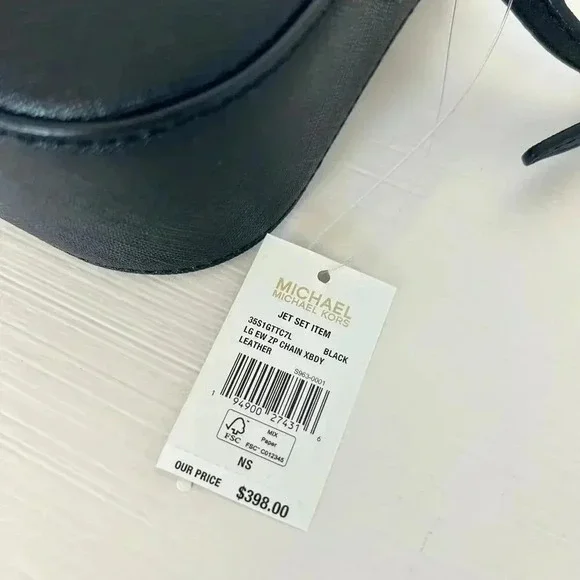 MICHAEL
MICHAEL KORS
JET SET ITEM
35S1GTTC7L BLACK
LG EW ZP CHAIN XBDY
LEATHER
S963-0001
1 94900 27431 6
FSC
MIX
Paper
FSC™ C012345
NS
OUR PRICE $398.00